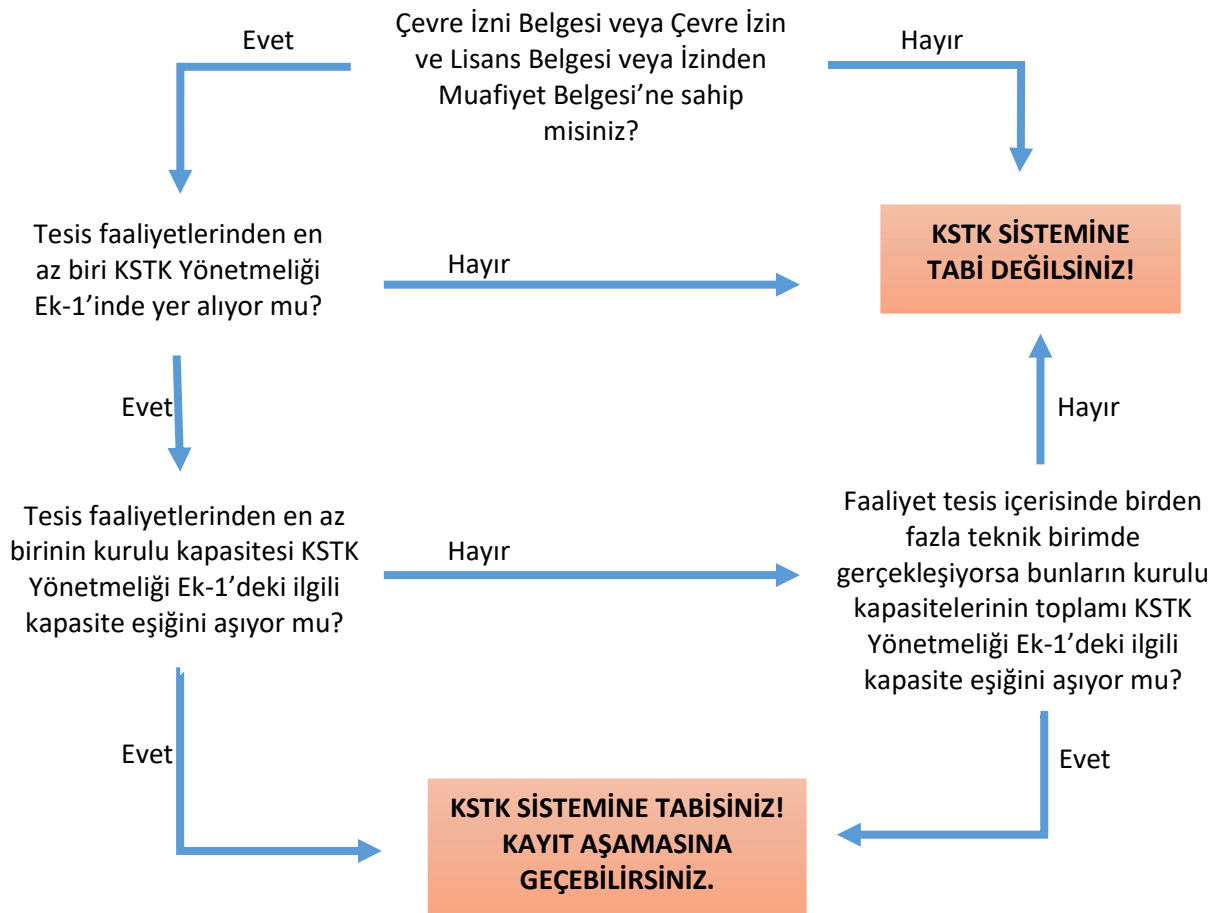 Çevre İzni Belgesi veya Çevre İzin
ve Lisans Belgesi veya İzinden
Muafiyet Belgesi’ne sahip
misiniz?
Evet
Hayır
Tesis faaliyetlerinden en
az biri KSTK Yönetmeliği
Ek-1’inde yer alıyor mu?
Hayır
KSTK SİSTEMİNE
TABİ DEĞİLSİNİZ!
Evet
Hayır
Tesis faaliyetlerinden en az
birinin kurulu kapasitesi KSTK
Yönetmeliği Ek-1’deki ilgili
kapasite eşiğini aşıyor mu?
Hayır
Faaliyet tesis içerisinde birden
fazla teknik birimde
gerçekleşiyorsa bunların kurulu
kapasitelerinin toplamı KSTK
Yönetmeliği Ek-1’deki ilgili
kapasite eşiğini aşıyor mu?
Evet
Evet
KSTK SİSTEMİNE TABİSİNİZ!
KAYIT AŞAMASINA
GEÇEBİLİRSİNİZ.